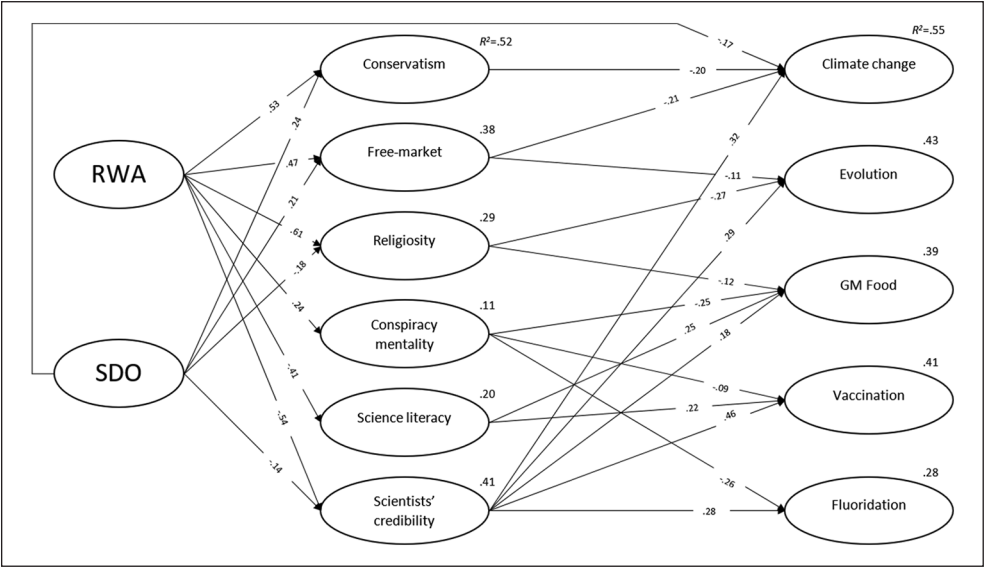 R²=.52
R²=.55
-.17
Conservatism
-.20
Climate change
.53
-.21
.24
.38
.32
.43
RWA
.47
Free-market
-.11
Evolution
-.27
.21
.29
.61
Religiosity
.29
.39
-.18
-.12
GM Food
.24
.11
-.25
Conspiracy
mentality
.25
.18
SDO
-.41
.20
-.09
.41
Science literacy
.22
Vaccination
-.54
.46
-.14
.41
-.26
.28
Scientists'
credibility
.28
Fluoridation